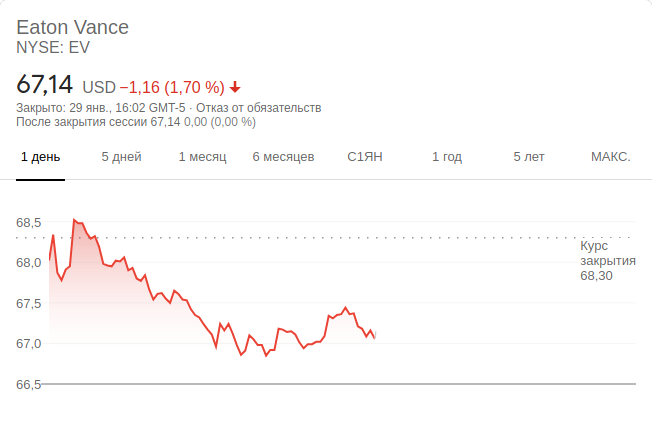 Eaton Vance
NYSE: EV
67,14 USD −1,16 (1,70 %)
Закрыто: 29 янв., 16:02 GMT-5 · Отказ от обязательств
После закрытия сессии 67,14 0,00 (0,00 %)
1 день 5 дней 1 месяц 6 месяцев С1ЯН 1 год 5 лет МАКС.
68,5
Курс
закрытия
68,30
68,0
67,5
67,0
66,5